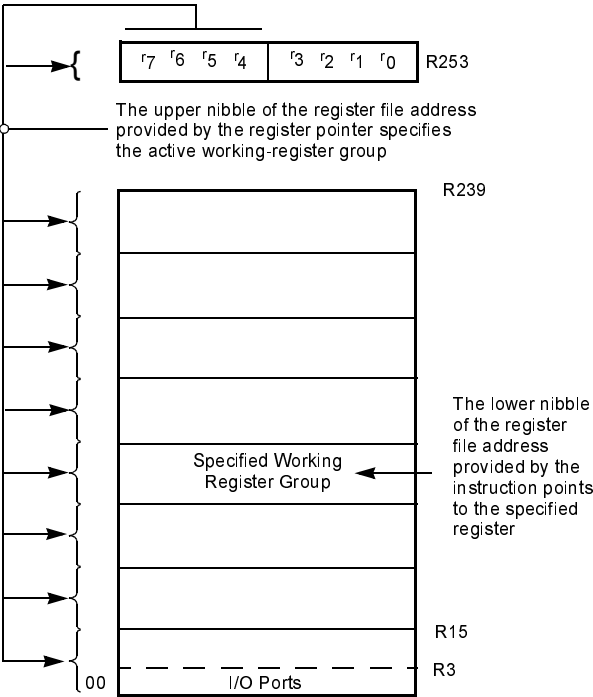 r7 r6 r5 r4 r3 r2 r1 r0 R253
The upper nibble of the register file address
provided by the register pointer specifies
the active working-register group
R239
The lower nibble
of the register
file address
provided by the
instruction points
to the specified
register
Specified Working
Register Group
R15
R3
00 I/O Ports